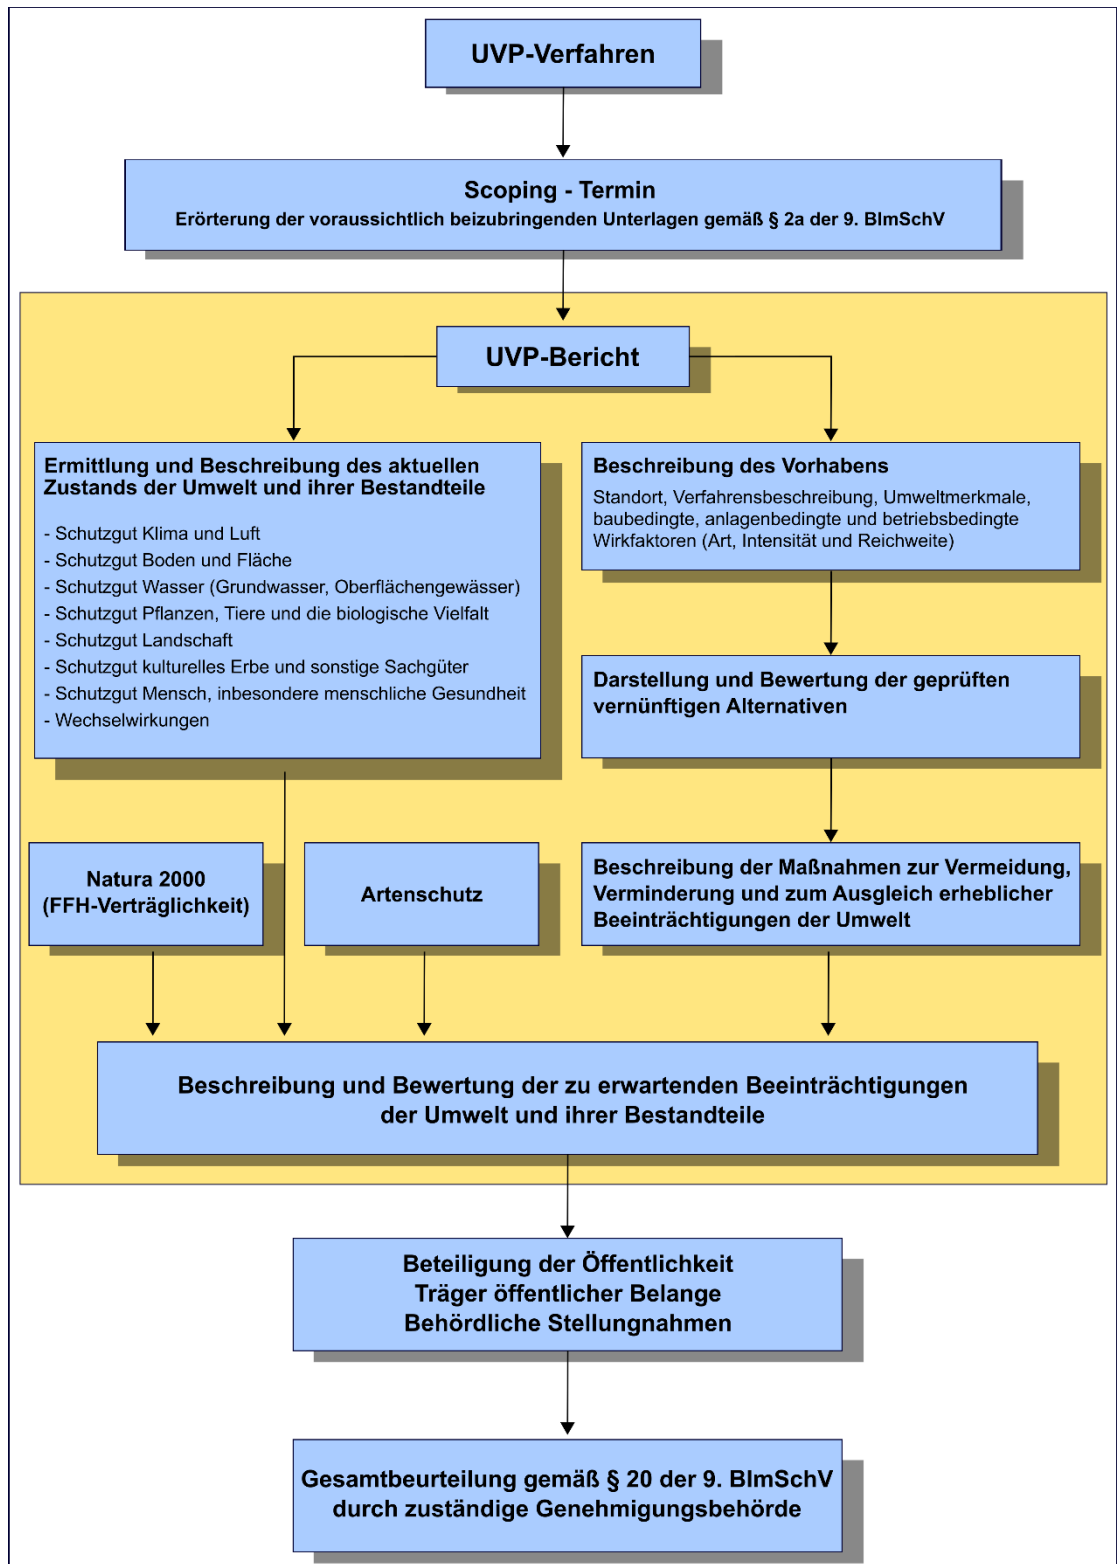 UVP-Verfahren
Scoping - Termin
Erörterung der voraussichtlich beizubringenden Unterlagen gemäß § 2a der 9. BImSchV
UVP-Bericht
Ermittlung und Beschreibung des aktuellen
Zustands der Umwelt und ihrer Bestandteile
- Schutzgut Klima und Luft
- Schutzgut Boden und Fläche
- Schutzgut Wasser (Grundwasser, Oberflächengewässer)
- Schutzgut Pflanzen, Tiere und die biologische Vielfalt
- Schutzgut Landschaft
- Schutzgut kulturelles Erbe und sonstige Sachgüter
- Schutzgut Mensch, inbesondere menschliche Gesundheit
- Wechselwirkungen
Beschreibung des Vorhabens
Standort, Verfahrensbeschreibung, Umweltmerkmale,
baubedingte, anlagenbedingte und betriebsbedingte
Wirkfaktoren (Art, Intensität und Reichweite)
Darstellung und Bewertung der geprüften
vernünftigen Alternativen
Natura 2000
(FFH-Verträglichkeit)
Artenschutz
Beschreibung der Maßnahmen zur Vermeidung,
Verminderung und zum Ausgleich erheblicher
Beeinträchtigungen der Umwelt
Beschreibung und Bewertung der zu erwartenden Beeinträchtigungen
der Umwelt und ihrer Bestandteile
Beteiligung der Öffentlichkeit
Träger öffentlicher Belange
Behördliche Stellungnahmen
Gesamtbeurteilung gemäß § 20 der 9. BImSchV
durch zuständige Genehmigungsbehörde